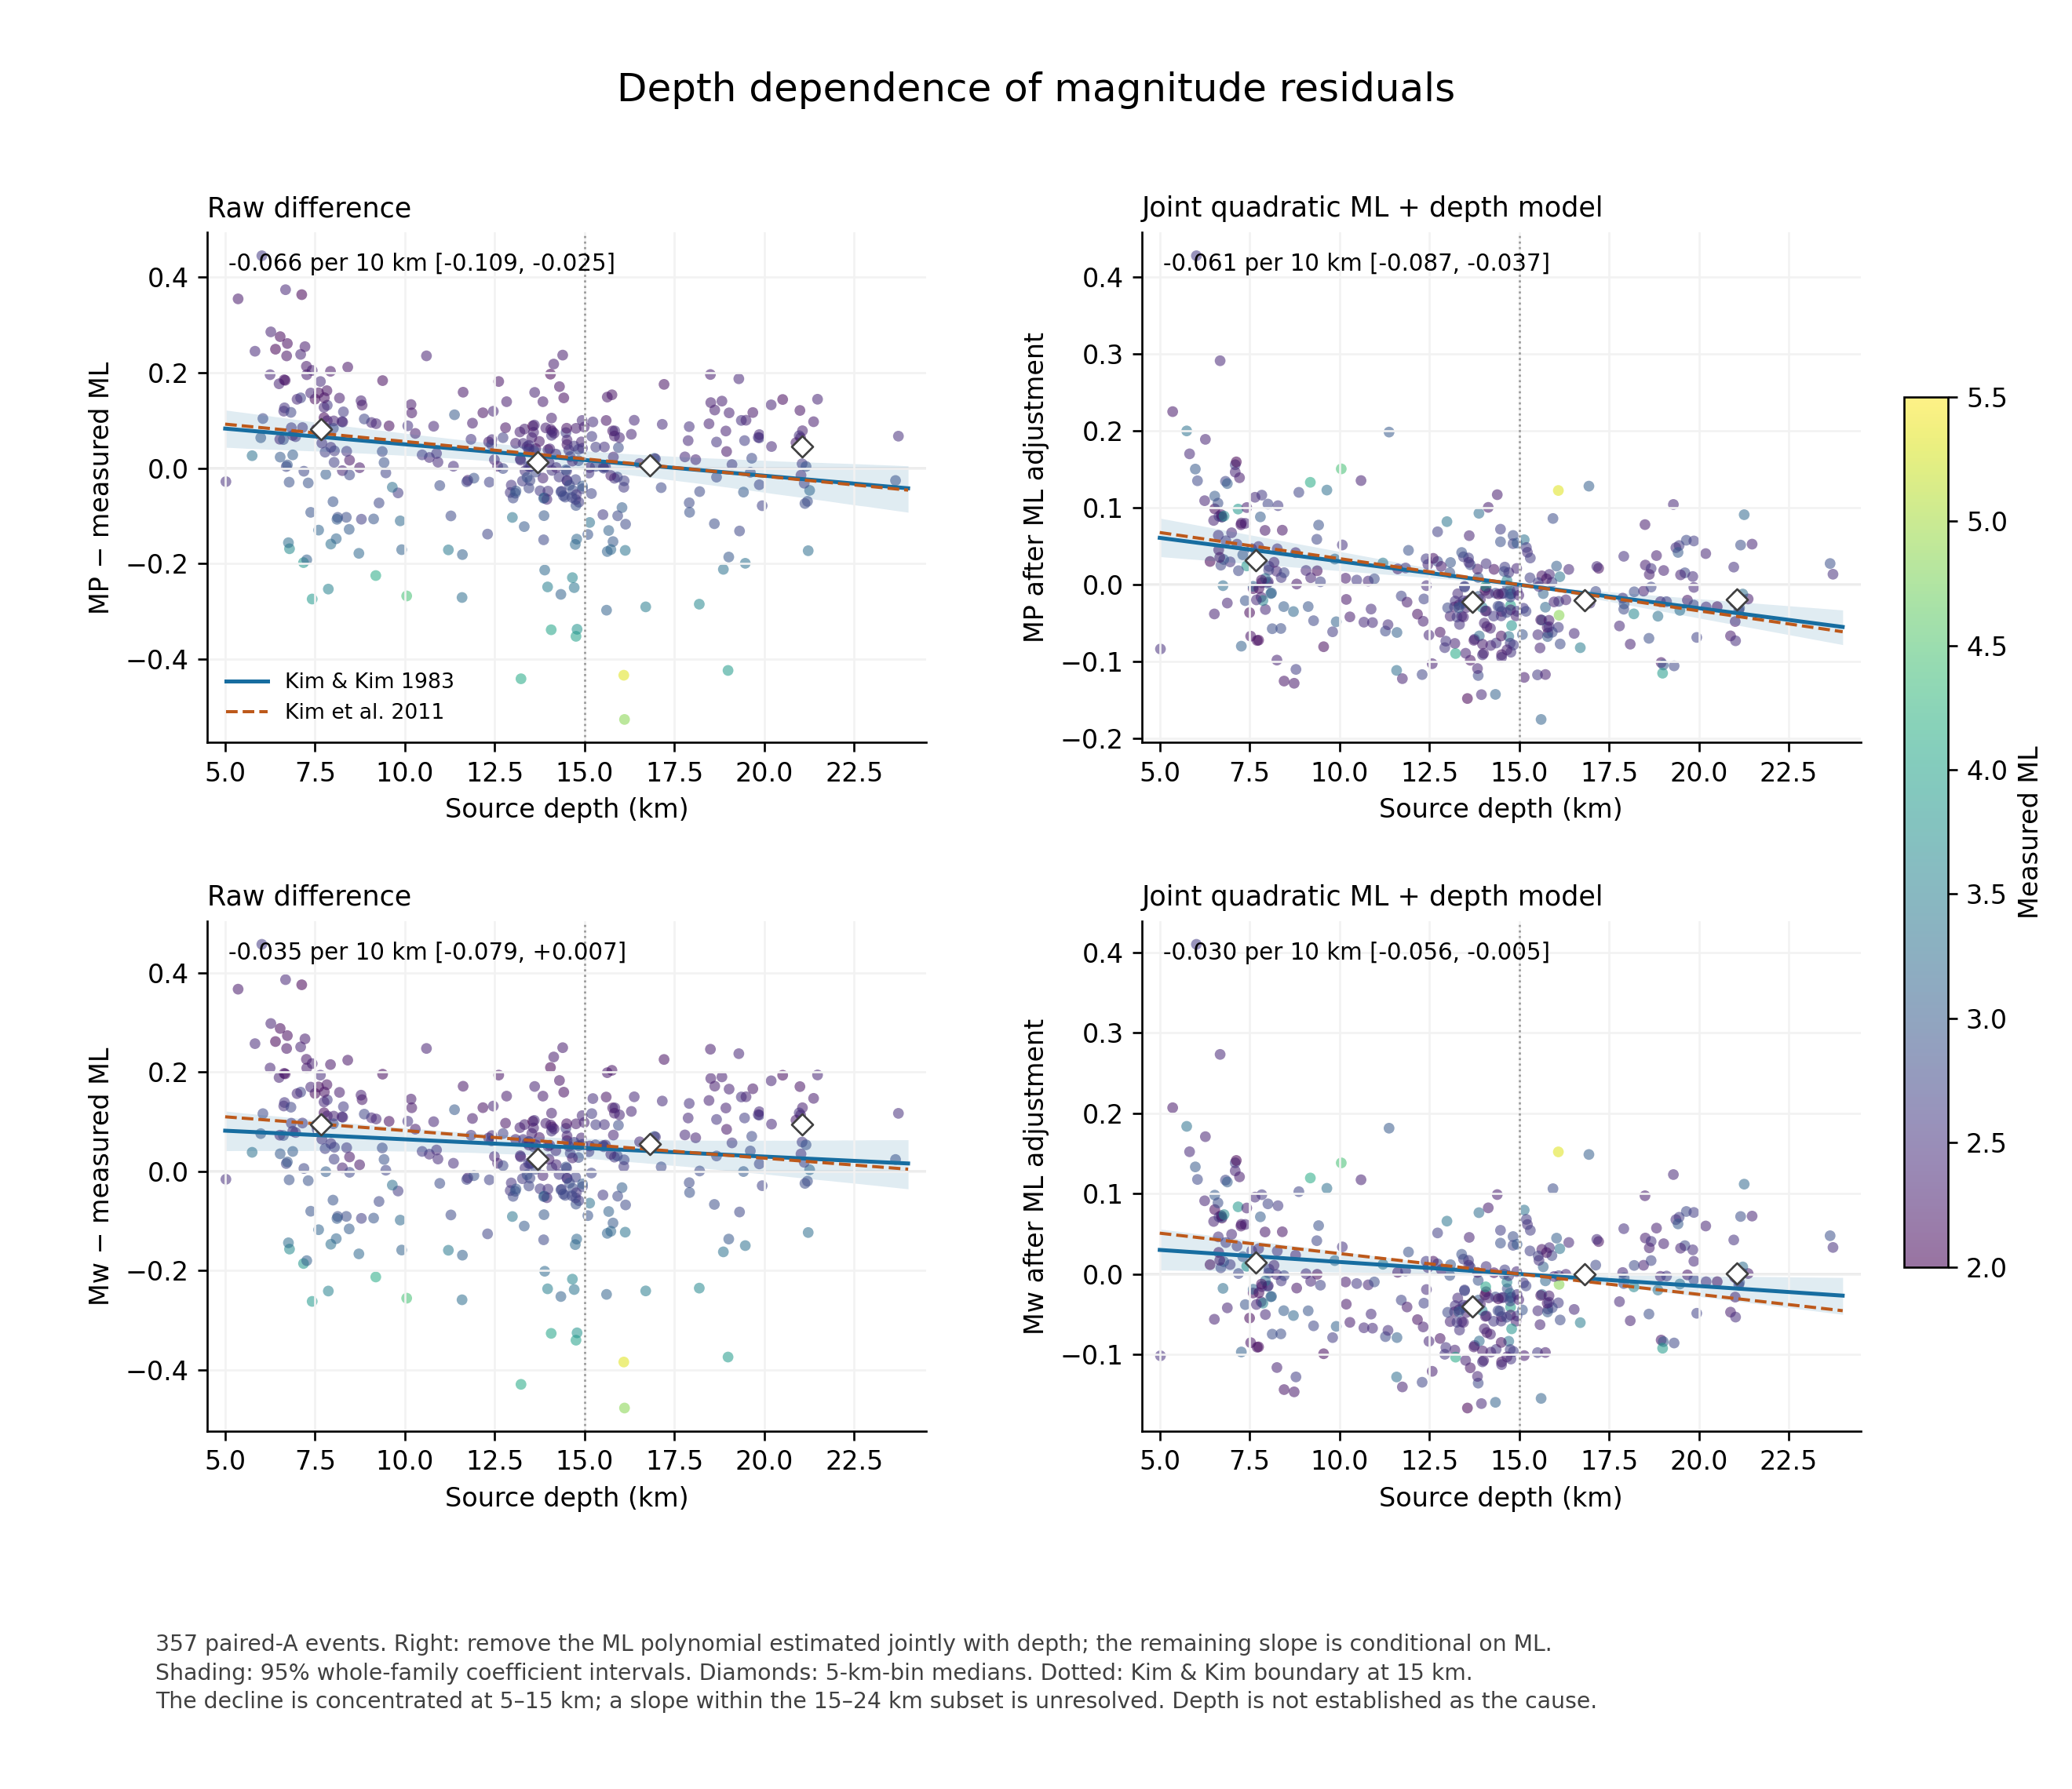 Depth dependence of magnitude residuals
Raw difference
-0.066 per 10 km [-0.109, -0.025]
0.4
0.2
0.0
−0.2
−0.4
MP − measured ML
Kim & Kim 1983
Kim et al. 2011
5.0 7.5 10.0 12.5 15.0 17.5 20.0 22.5
Source depth (km)
Joint quadratic ML + depth model
-0.061 per 10 km [-0.087, -0.037]
0.4
0.3
0.2
0.1
0.0
−0.1
−0.2
MP after ML adjustment
5.0 7.5 10.0 12.5 15.0 17.5 20.0 22.5
Source depth (km)
Raw difference
-0.035 per 10 km [-0.079, +0.007]
0.4
0.2
0.0
−0.2
−0.4
Mw − measured ML
5.0 7.5 10.0 12.5 15.0 17.5 20.0 22.5
Source depth (km)
Joint quadratic ML + depth model
-0.030 per 10 km [-0.056, -0.005]
0.4
0.3
0.2
0.1
0.0
−0.1
Mw after ML adjustment
5.0 7.5 10.0 12.5 15.0 17.5 20.0 22.5
Source depth (km)
5.5
5.0
4.5
4.0
3.5
3.0
2.5
2.0
Measured ML
357 paired-A events. Right: remove the ML polynomial estimated jointly with depth; the remaining slope is conditional on ML.
Shading: 95% whole-family coefficient intervals. Diamonds: 5-km-bin medians. Dotted: Kim & Kim boundary at 15 km.
The decline is concentrated at 5–15 km; a slope within the 15–24 km subset is unresolved. Depth is not established as the cause.